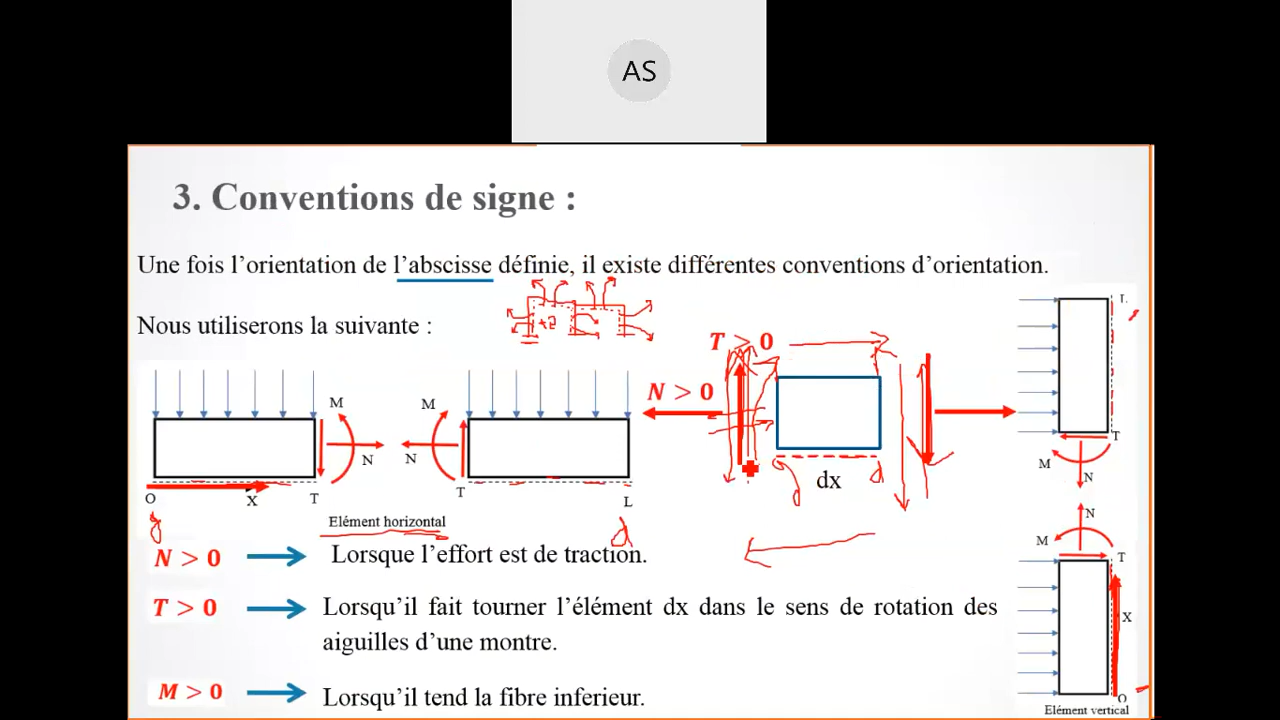 AS
3. Conventions de signe :
Une fois l’orientation de l’abscisse définie, il existe différentes conventions d’orientation.
Nous utiliserons la suivante :
T > 0
N > 0
dx
d
d
M
N
O
X
T
M
N
T
L
g
d
Elément horizontal
N > 0
Lorsque l’effort est de traction.
T > 0
Lorsqu’il fait tourner l’élément dx dans le sens de rotation des
aiguilles d’une montre.
M > 0
Lorsqu’il tend la fibre inferieur.
L
T
M
N
N
M
T
X
O
Elément vertical